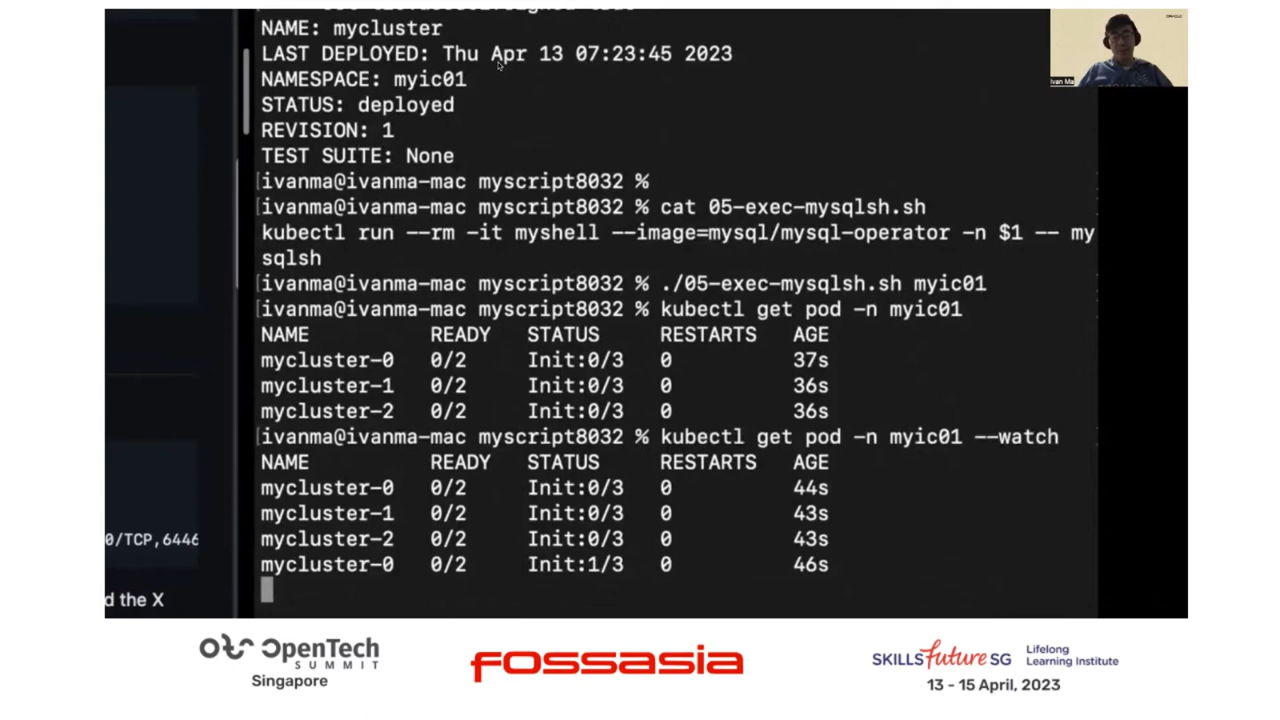 NAME: mycluster
LAST DEPLOYED: Thu Apr 13 07:23:45 2023
NAMESPACE: myic01
STATUS: deployed
REVISION: 1
TEST SUITE: None
[ivanma@ivanma-mac myscript8032 %
[ivanma@ivanma-mac myscript8032 % cat 05-exec-mysqlsh.sh
kubectl run --rm -it myshell --image=mysql/mysql-operator -n $1 -- my
sqlsh
[ivanma@ivanma-mac myscript8032 % ./05-exec-mysqlsh.sh myic01
[ivanma@ivanma-mac myscript8032 % kubectl get pod -n myic01
NAME READY STATUS RESTARTS AGE
mycluster-0 0/2 Init:0/3 0 37s
mycluster-1 0/2 Init:0/3 0 36s
mycluster-2 0/2 Init:0/3 0 36s
[ivanma@ivanma-mac myscript8032 % kubectl get pod -n myic01 --watch
NAME READY STATUS RESTARTS AGE
mycluster-0 0/2 Init:0/3 0 44s
mycluster-1 0/2 Init:0/3 0 43s
mycluster-2 0/2 Init:0/3 0 43s
mycluster-0 0/2 Init:1/3 0 46s
0/TCP,6446
d the X
Ivan Ma
ORACLE
OpenTech
SUMMIT
Singapore
FOSSASIA
SKILLS future SG
Lifelong
Learning Institute
13 - 15 April, 2023